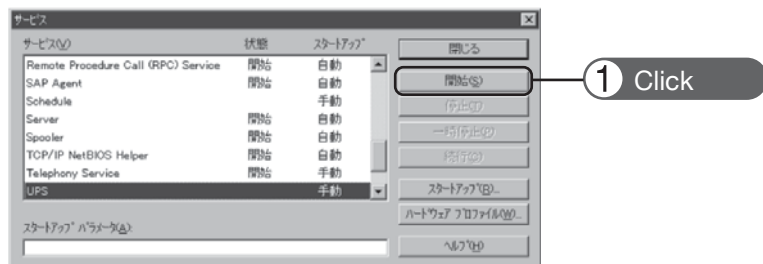 サービス
サービス(V) 状態 スタートアップ
Remote Procedure Call (RPC) Service 開始 自動
SAP Agent 開始 自動
Schedule 手動
Server 開始 自動
Spooler 開始 自動
TCP/IP NetBIOS Helper 開始 自動
Telephony Service 開始 手動
UPS 手動
スタートアップ パラメータ(A):
閉じる
開始(S)
停止(T)
一時停止(P)
続行(C)
スタートアップ(R)...
ハードウェア プロファイル(W)...
ヘルプ(H)
1 Click